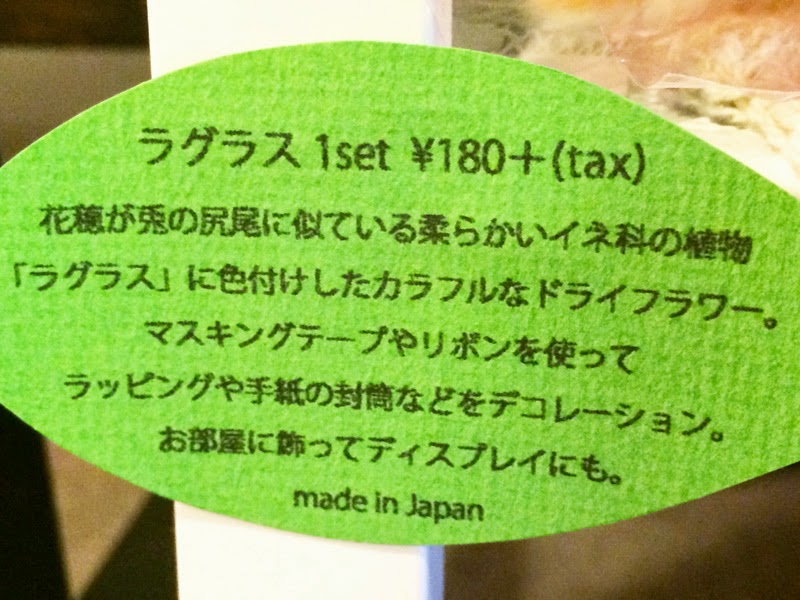 ラグラス 1set ¥180+(tax)
花穂が兎の尻尾に似ている柔らかいイネ科の植物
「ラグラス」に色付けしたカラフルなドライフラワー。
マスキングテープやリボンを使って
ラッピングや手紙の封筒などをデコレーション。
お部屋に飾ってディスプレイにも。
made in Japan